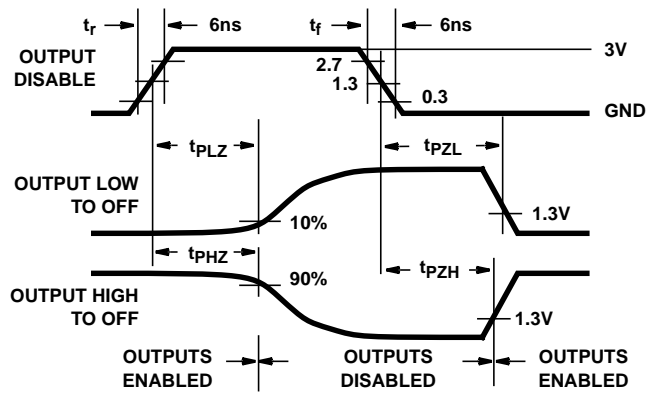 tr 6ns tf 6ns
OUTPUT
DISABLE
2.7
1.3
0.3
3V
GND
tPLZ tPZL
OUTPUT LOW
TO OFF
10%
1.3V
tPHZ tPZH
OUTPUT HIGH
TO OFF
90%
1.3V
OUTPUTS
ENABLED
OUTPUTS
DISABLED
OUTPUTS
ENABLED